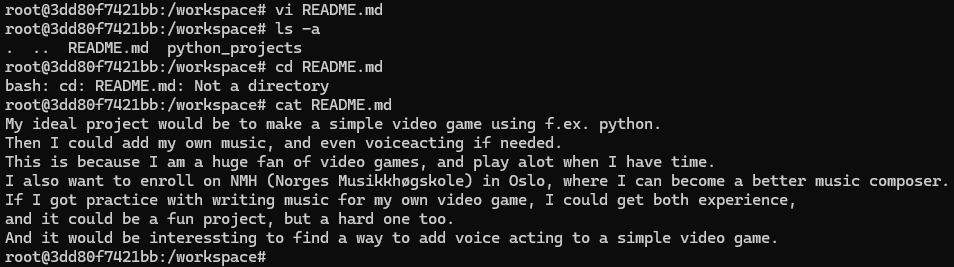 root@3dd80f7421bb:/workspace# vi README.md
root@3dd80f7421bb:/workspace# ls -a
.  ..  README.md  python_projects
root@3dd80f7421bb:/workspace# cd README.md
bash: cd: README.md: Not a directory
root@3dd80f7421bb:/workspace# cat README.md
My ideal project would be to make a simple video game using f.ex. python.
Then I could add my own music, and even voiceacting if needed.
This is because I am a huge fan of video games, and play alot when I have time.
I also want to enroll on NMH (Norges Musikkhøgskole) in Oslo, where I can become a better music composer.
If I got practice with writing music for my own video game, I could get both experience,
and it could be a fun project, but a hard one too.
And it would be interessting to find a way to add voice acting to a simple video game.
root@3dd80f7421bb:/workspace#